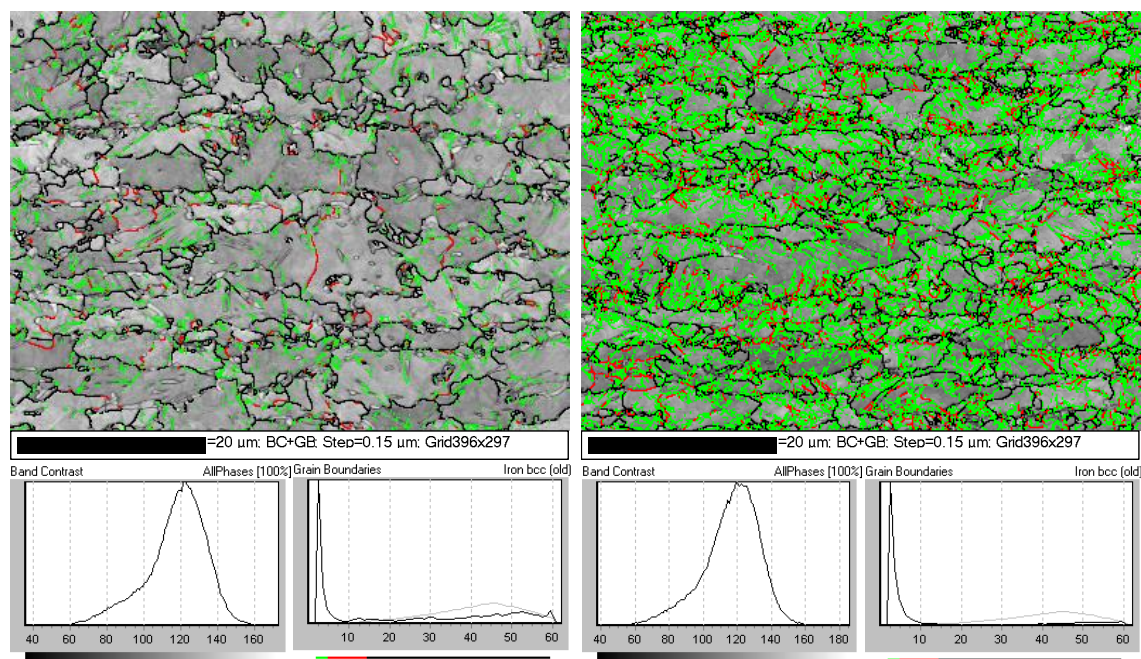 =20 µm; BC+GB; Step=0.15 µm; Grid396x297
=20 µm; BC+GB; Step=0.15 µm; Grid396x297
Band Contrast AllPhases [100%]
40 60 80 100 120 140 160
Grain Boundaries Iron bcc (old)
10 20 30 40 50 60
Band Contrast AllPhases [100%]
40 60 80 100 120 140 160 180
Grain Boundaries Iron bcc (old)
10 20 30 40 50 60